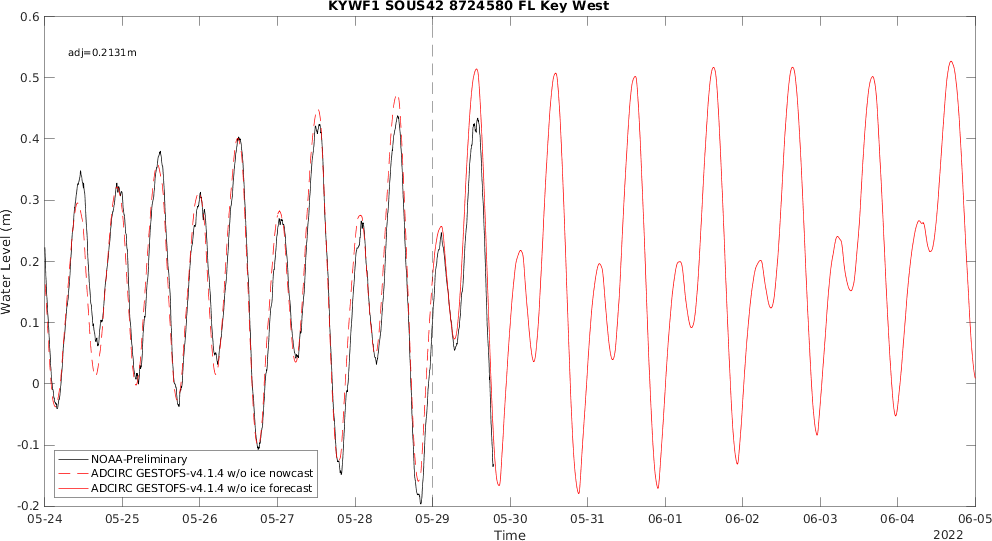 KYWF1 SOUS42 8724580 FL Key West
adj=0.2131m
0.6
0.5
0.4
0.3
0.2
0.1
0
-0.1
-0.2
Water Level (m)
NOAA-Preliminary
ADCIRC GESTOFS-v4.1.4 w/o ice nowcast
ADCIRC GESTOFS-v4.1.4 w/o ice forecast
05-24 05-25 05-26 05-27 05-28 05-29 05-30 05-31 06-01 06-02 06-03 06-04 06-05
Time
2022